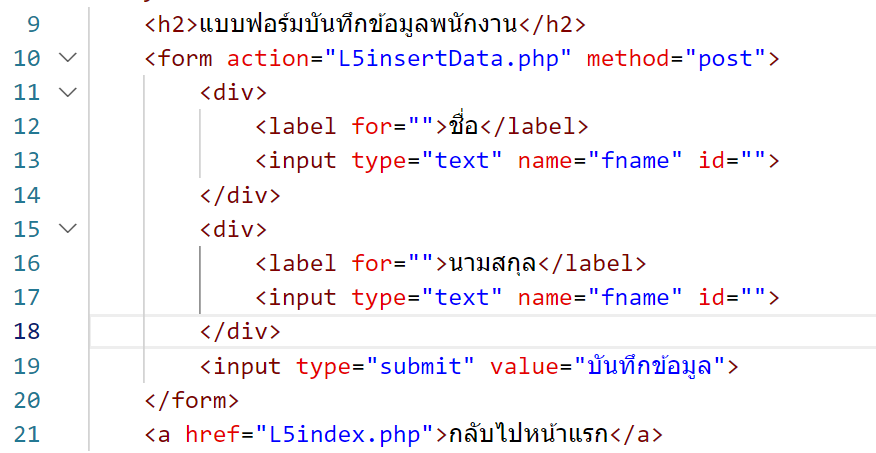 9 <h2>แบบฟอร์มบันทึกข้อมูลพนักงาน</h2>
10 <form action="L5insertData.php" method="post">
11 <div>
12 <label for="">ชื่อ</label>
13 <input type="text" name="fname" id="">
14 </div>
15 <div>
16 <label for="">นามสกุล</label>
17 <input type="text" name="fname" id="">
18 </div>
19 <input type="submit" value="บันทึกข้อมูล">
20 </form>
21 <a href="L5index.php">กลับไปหน้าแรก</a>